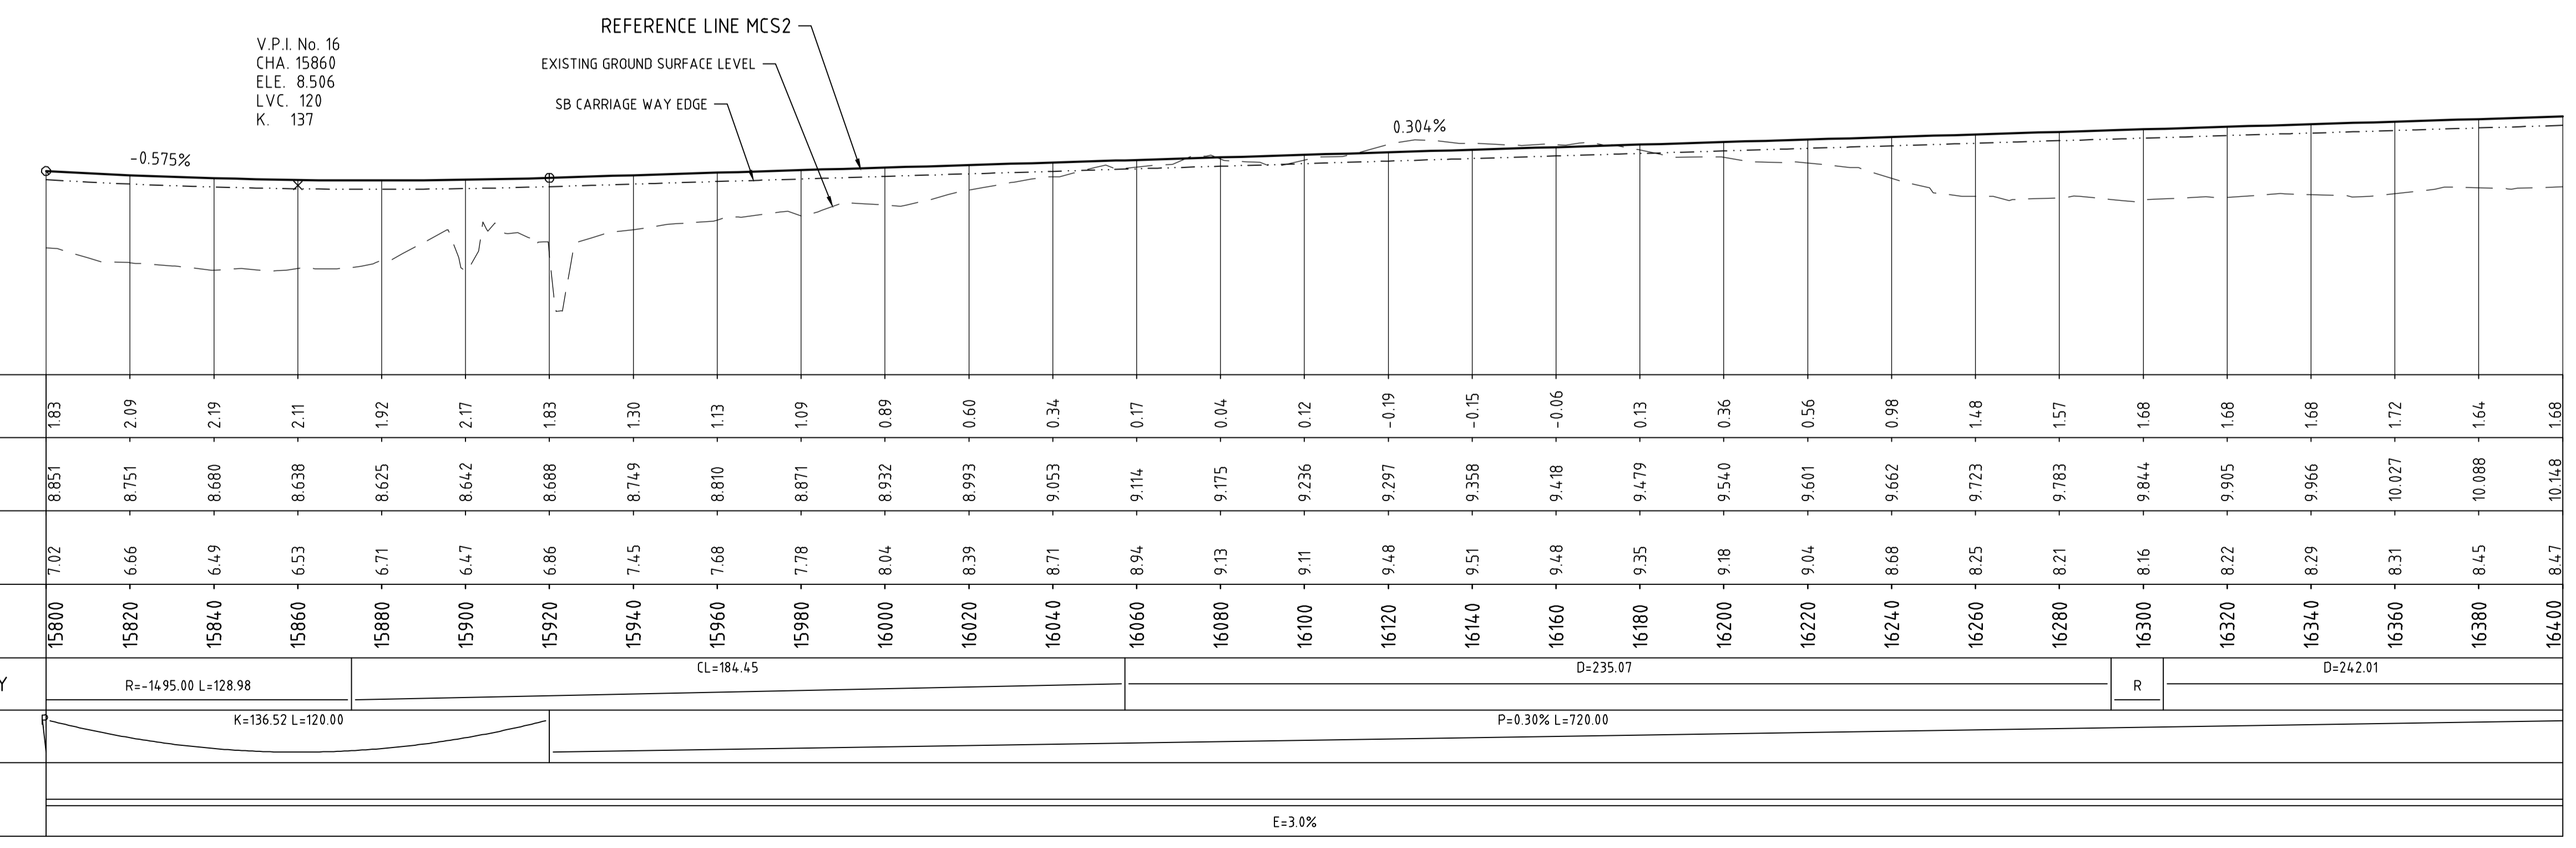 REFERENCE LINE MCS2
V.P.I. No. 16
CHA. 15860
ELE. 8.506
LVC. 120
K. 137
EXISTING GROUND SURFACE LEVEL
SB CARRIAGE WAY EDGE
0.304%
-0.575%
1.83 2.09 2.19 2.11 1.92 2.17 1.83 1.30 1.13 1.09 0.89 0.60 0.34 0.17 0.04 0.12 -0.19 -0.15 -0.06 0.13 0.36 0.56 0.98 1.48 1.57 1.68 1.68 1.68 1.72 1.64 1.68
8.851 8.751 8.680 8.638 8.625 8.642 8.688 8.749 8.810 8.871 8.932 8.993 9.053 9.114 9.175 9.236 9.297 9.358 9.418 9.479 9.540 9.601 9.662 9.723 9.783 9.844 9.905 9.966 10.027 10.088 10.148
7.02 6.66 6.49 6.53 6.71 6.47 6.86 7.45 7.68 7.78 8.04 8.39 8.71 8.94 9.13 9.11 9.48 9.51 9.48 9.35 9.18 9.04 8.68 8.25 8.21 8.16 8.22 8.29 8.31 8.45 8.47
15800 15820 15840 15860 15880 15900 15920 15940 15960 15980 16000 16020 16040 16060 16080 16100 16120 16140 16160 16180 16200 16220 16240 16260 16280 16300 16320 16340 16360 16380 16400
CL=184.45 D=235.07 D=242.01
Y R=-1495.00 L=128.98 R
P K=136.52 L=120.00 P=0.30% L=720.00
E=3.0%